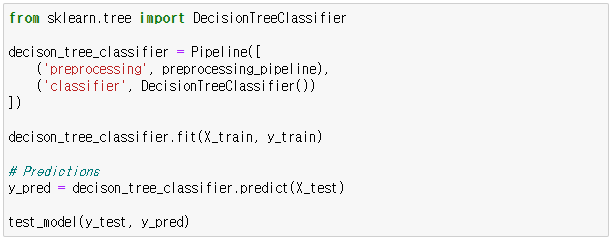 from sklearn.tree import DecisionTreeClassifier
decison_tree_classifier = Pipeline([
('preprocessing', preprocessing_pipeline),
('classifier', DecisionTreeClassifier())
])
decison_tree_classifier.fit(X_train, y_train)
# Predictions
y_pred = decison_tree_classifier.predict(X_test)
test_model(y_test, y_pred)